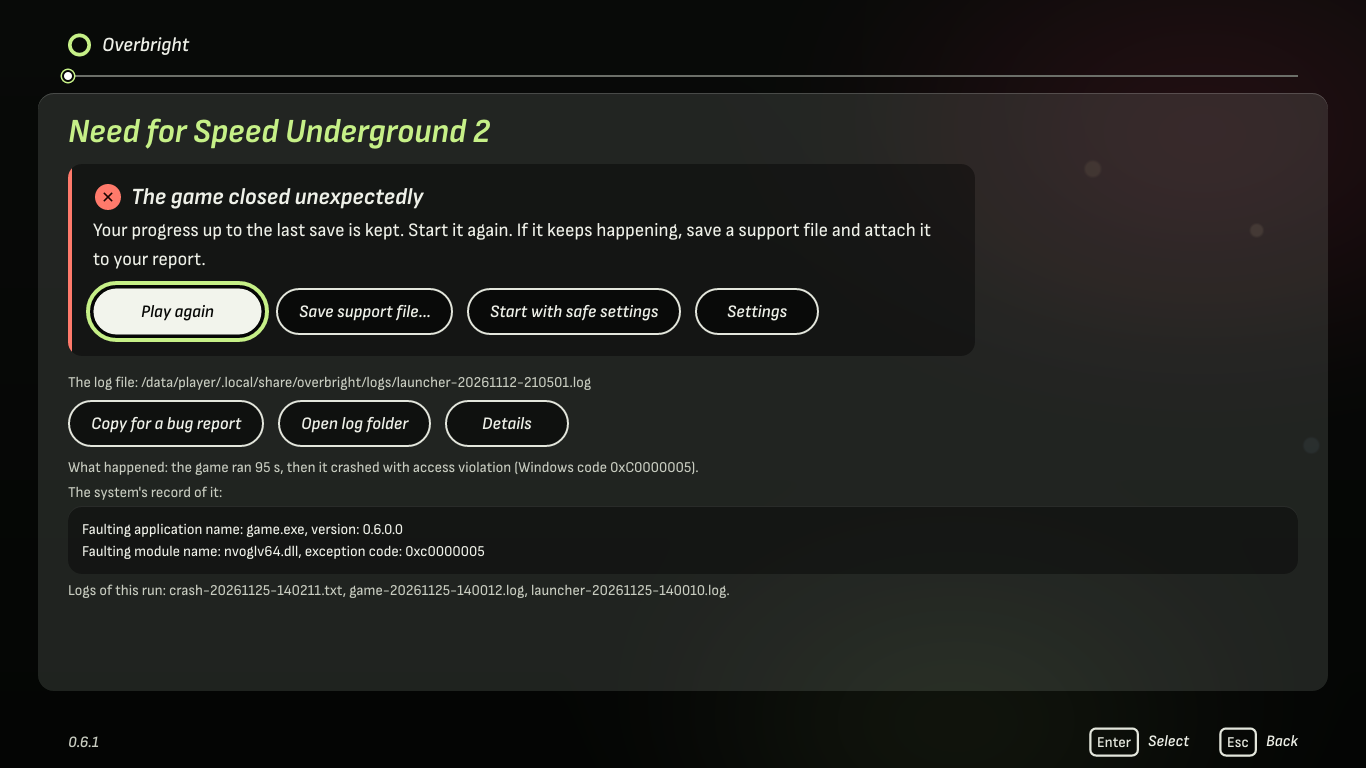 Overbright
Need for Speed Underground 2
The game closed unexpectedly
Your progress up to the last save is kept. Start it again. If it keeps happening, save a support file and attach it
to your report.
Play again
Save support file...
Start with safe settings
Settings
The log file: /data/player/.local/share/overbright/logs/launcher-20261112-210501.log
Copy for a bug report
Open log folder
Details
What happened: the game ran 95 s, then it crashed with access violation (Windows code 0xC0000005).
The system's record of it:
Faulting application name: game.exe, version: 0.6.0.0
Faulting module name: nvoglv64.dll, exception code: 0xc0000005
Logs of this run: crash-20261125-140211.txt, game-20261125-140012.log, launcher-20261125-140010.log.
0.6.1
Enter Select
Esc Back